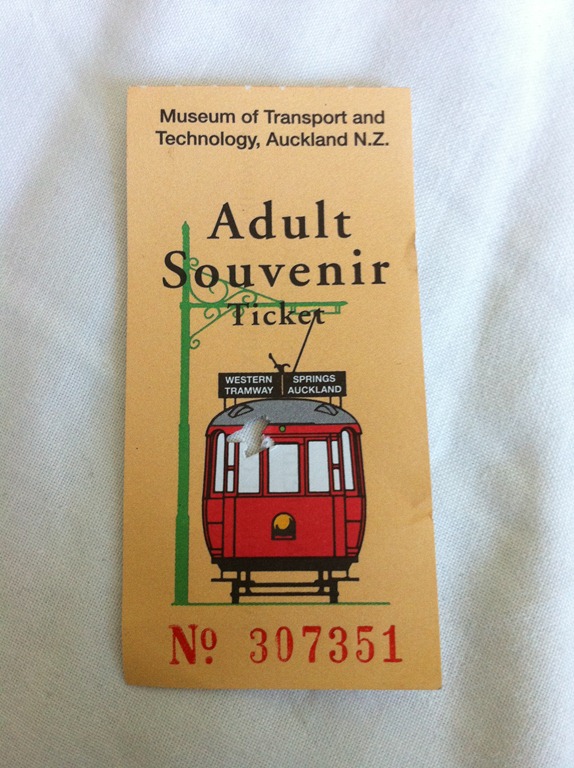 Museum of Transport and
Technology, Auckland N.Z.
Adult
Souvenir
Ticket
WESTERN SPRINGS
TRAMWAY AUCKLAND
Nº 307351